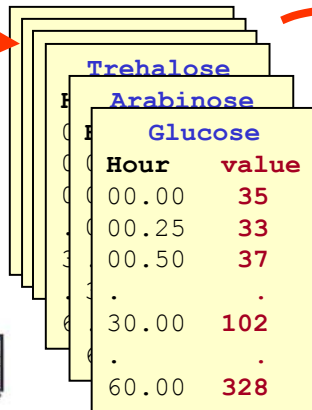 Trehalose
Arabinose
Glucose
Hour value
00.00 35
00.25 33
00.50 37
. .
30.00 102
. .
60.00 328